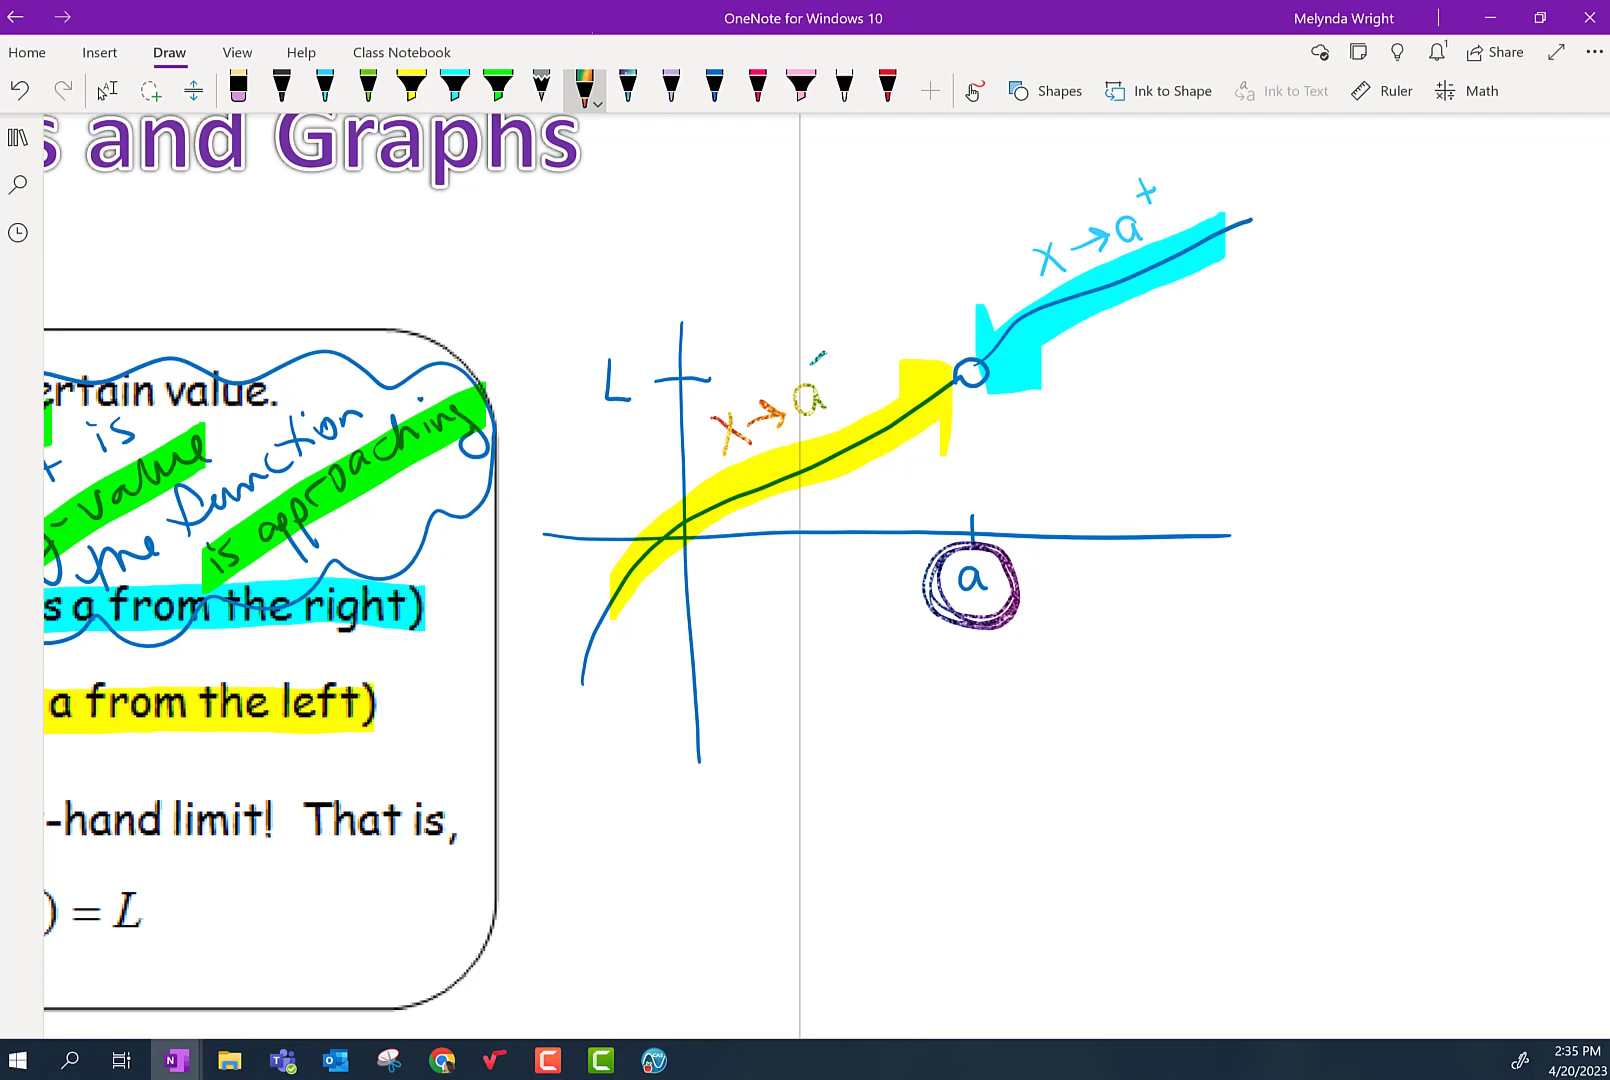 OneNote for Windows 10
Melynda Wright
Home Insert Draw View Help Class Notebook
1
Share
Shapes
Ink to Shape
Ink to Text
Ruler
Math
s and Graphs
x → a⁺
L
x → a⁻
a
ertain value.
is
value
the function
is approaching
s a from the right)
a from the left)
-hand limit! That is,
) = L
2:35 PM
4/20/2023